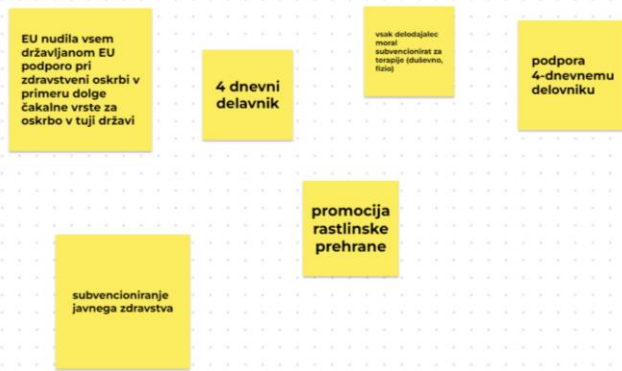 EU nudila vsem
državljanom EU
podporo pri
zdravstveni oskrbi v
primeru dolge
čakalne vrste za
oskrbo v tuji državi
4 dnevni
delavnik
vsak delodajalec
moral
subvencionirat za
terapije (duševno,
fizio)
podpora
4-dnevnemu
delovniku
promocija
rastlinske
prehrane
subvencioniranje
javnega zdravstva